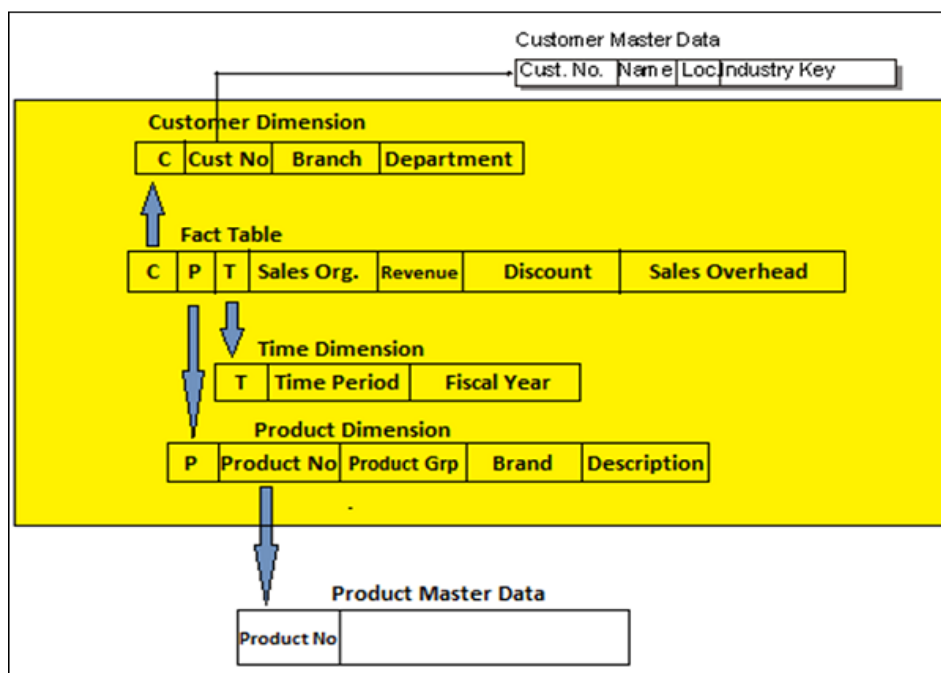 Customer Master Data
Cust. No. Name Loc. Industry Key
Customer Dimension
C Cust No Branch Department
Fact Table
C P T Sales Org. Revenue Discount Sales Overhead
Time Dimension
T Time Period Fiscal Year
Product Dimension
P Product No Product Grp Brand Description
Product Master Data
Product No